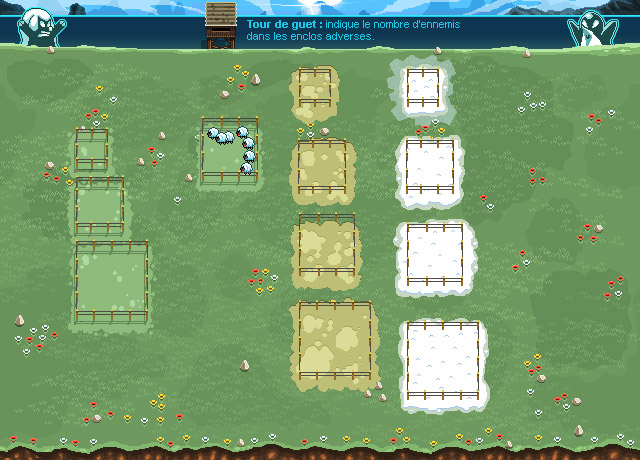 Tour de guet : indique le nombre d'ennemis
dans les enclos adverses.